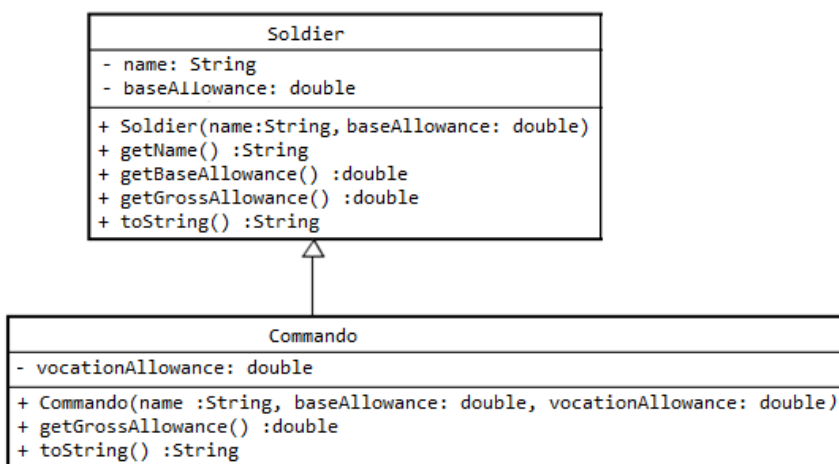 Soldier
- name: String
- baseAllowance: double
+ Soldier(name:String, baseAllowance: double)
+ getName() :String
+ getBaseAllowance() :double
+ getGrossAllowance() :double
+ toString() :String
Commando
- vocationAllowance: double
+ Commando(name :String, baseAllowance: double, vocationAllowance: double)
+ getGrossAllowance() :double
+ toString() :String